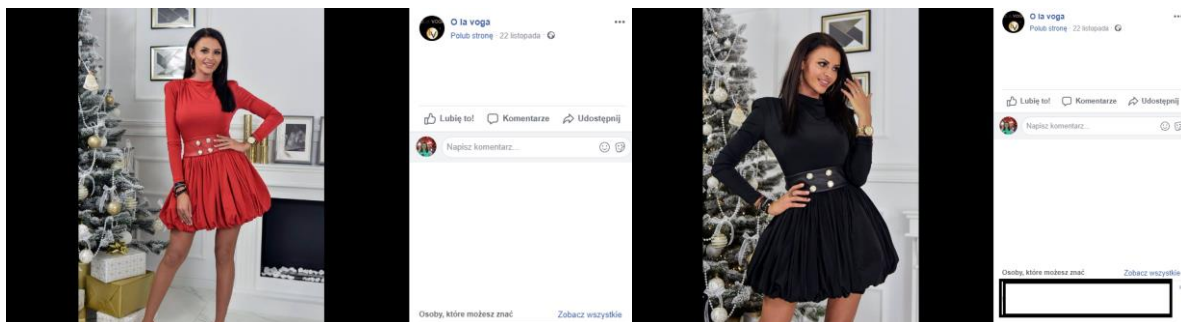 O la voga
Polub stronę · 22 listopada ·
Lubię to! Komentarze Udostępnij
Napisz komentarz...
Osoby, które możesz znać Zobacz wszystkie
O la voga
Polub stronę · 22 listopada ·
Lubię to! Komentarze Udostępnij
Napisz komentarz...
Osoby, które możesz znać Zobacz wszystkie